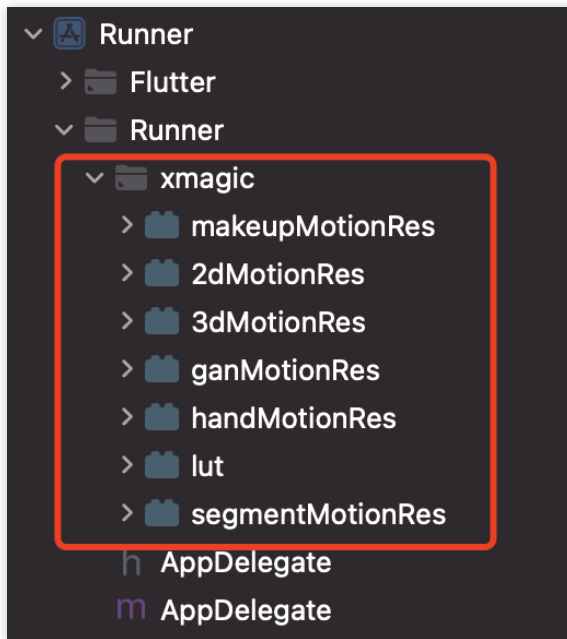 Runner
Flutter
Runner
xmagic
makeupMotionRes
2dMotionRes
3dMotionRes
ganMotionRes
handMotionRes
lut
segmentMotionRes
h AppDelegate
m AppDelegate